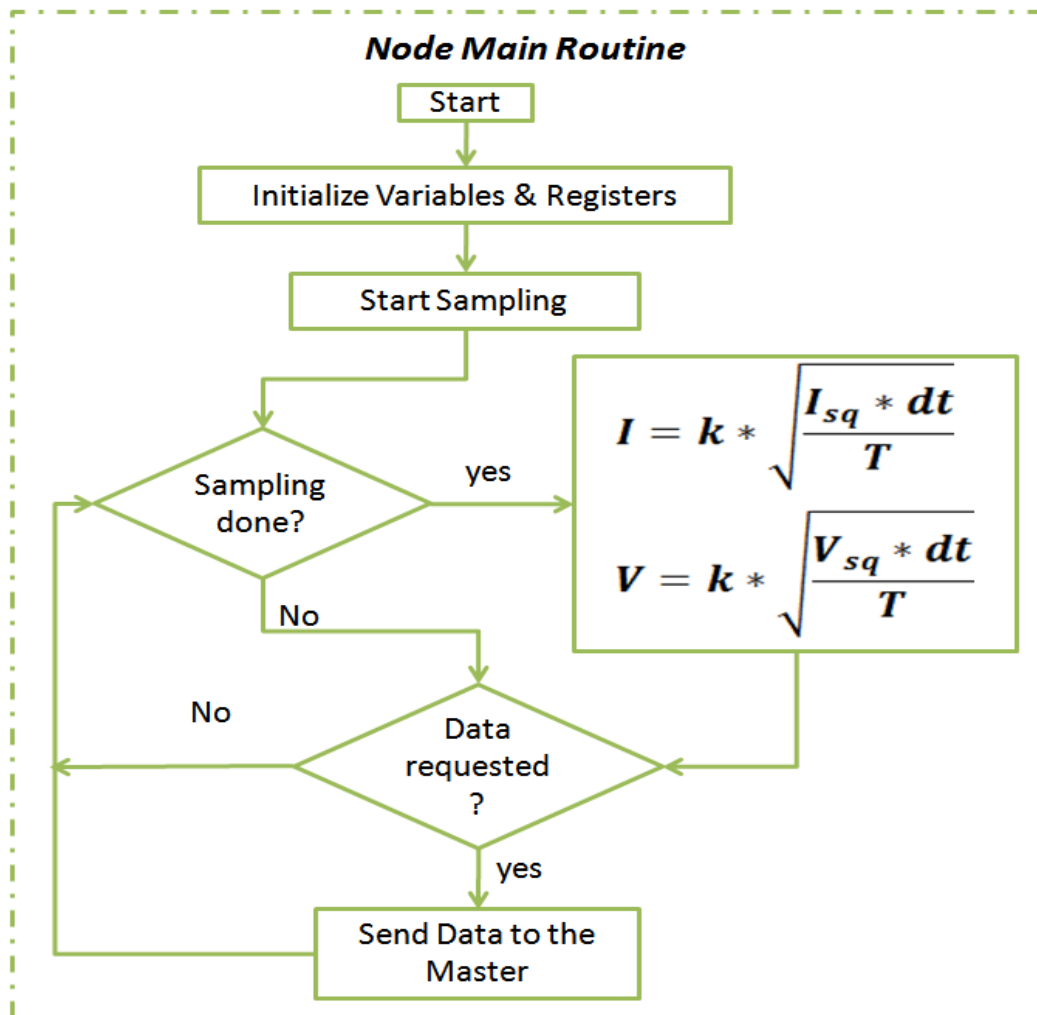 Node Main Routine
Start
Initialize Variables & Registers
Start Sampling
Sampling
done?
yes
I = k * √(I_sq * dt / T)
V = k * √(V_sq * dt / T)
No
Data
requested
?
No
yes
Send Data to the
Master